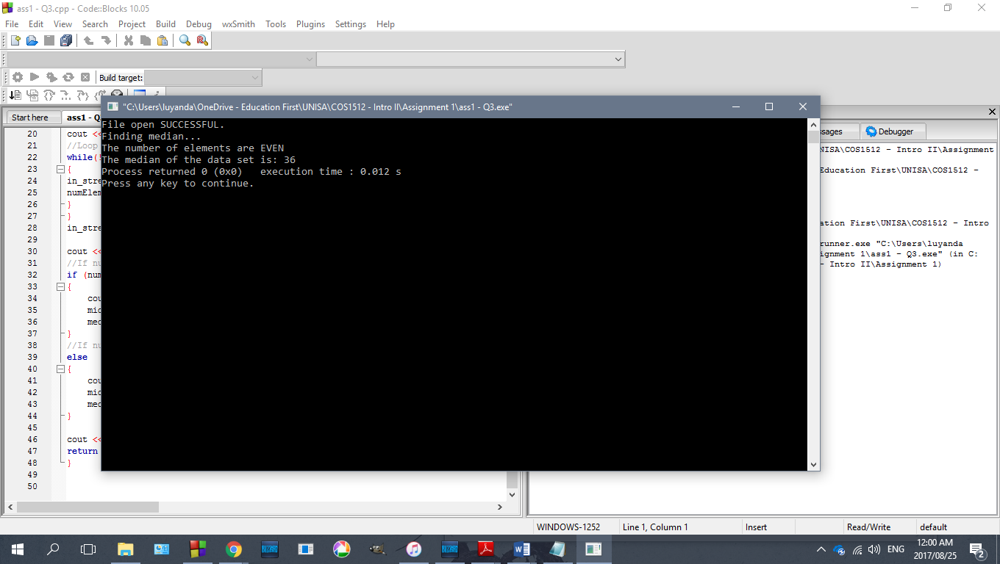 ass1 - Q3.cpp - Code::Blocks 10.05
File Edit View Search Project Build Debug wxSmith Tools Plugins Settings Help
Build target:
"C:\Users\luyanda\OneDrive - Education First\UNISA\COS1512 - Intro II\Assignment 1\ass1 - Q3.exe"
Start here
ass1 - Q
File open SUCCESSFUL.
Finding median...
The number of elements are EVEN
The median of the data set is: 36
Process returned 0 (0x0)   execution time : 0.012 s
Press any key to continue.
20 cout <<
21 //Loop
22 while(!
23 {
24 in_stre
25 numElem
26 }
27 }
28 in_stre
29
30 cout <<
31 //If nu
32 if (num
33 {
34 cou
35 mid
36 med
37 }
38 //If nu
39 else
40 {
41 cou
42 mid
43 med
44 }
45
46 cout <<
47 return
48 }
49
50
ssages Debugger
NISA\COS1512 - Intro II\Assignment
Education First\UNISA\COS1512 -
ation First\UNISA\COS1512 - Intro
runner.exe "C:\Users\luyanda
ignment 1\ass1 - Q3.exe" (in C:
- Intro II\Assignment 1)
WINDOWS-1252 Line 1, Column 1 Insert Read/Write default
ENG
12:00 AM
2017/08/25
2